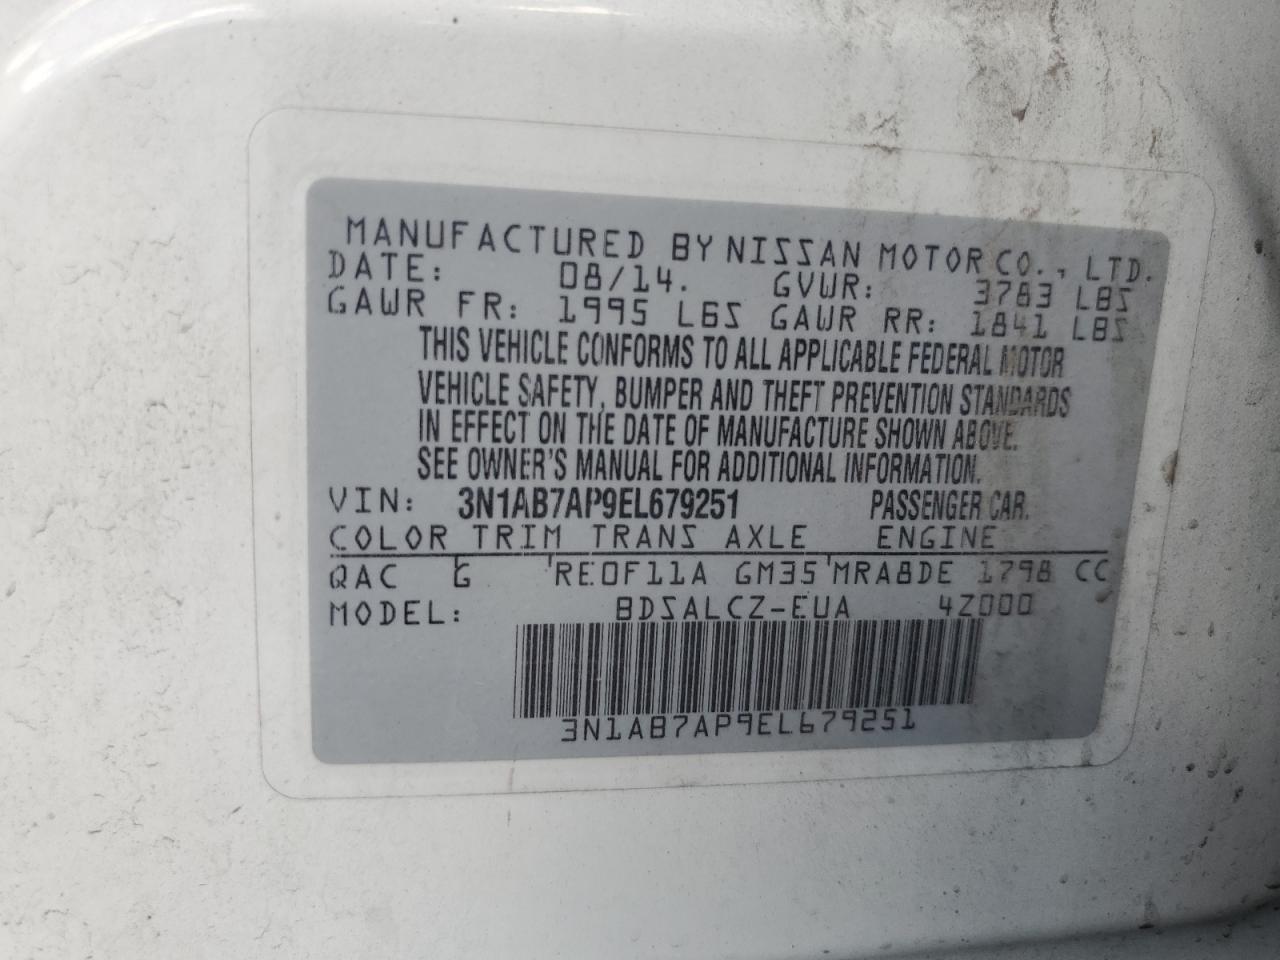 MANUFACTURED BY NISSAN MOTOR CO., LTD.
DATE: 08/14. GVWR: 3783 LBS
GAWR FR: 1995 LBS GAWR RR: 1841 LBS
THIS VEHICLE CONFORMS TO ALL APPLICABLE FEDERAL MOTOR
VEHICLE SAFETY, BUMPER AND THEFT PREVENTION STANDARDS
IN EFFECT ON THE DATE OF MANUFACTURE SHOWN ABOVE.
SEE OWNER'S MANUAL FOR ADDITIONAL INFORMATION.
VIN: 3N1AB7AP9EL679251 PASSENGER CAR.
COLOR TRIM TRANS AXLE ENGINE
QAC G RE0F11A GM35 MRA8DE 1798 CC
MODEL: BDSALCZ-EUA 4Z000
3N1AB7AP9EL679251